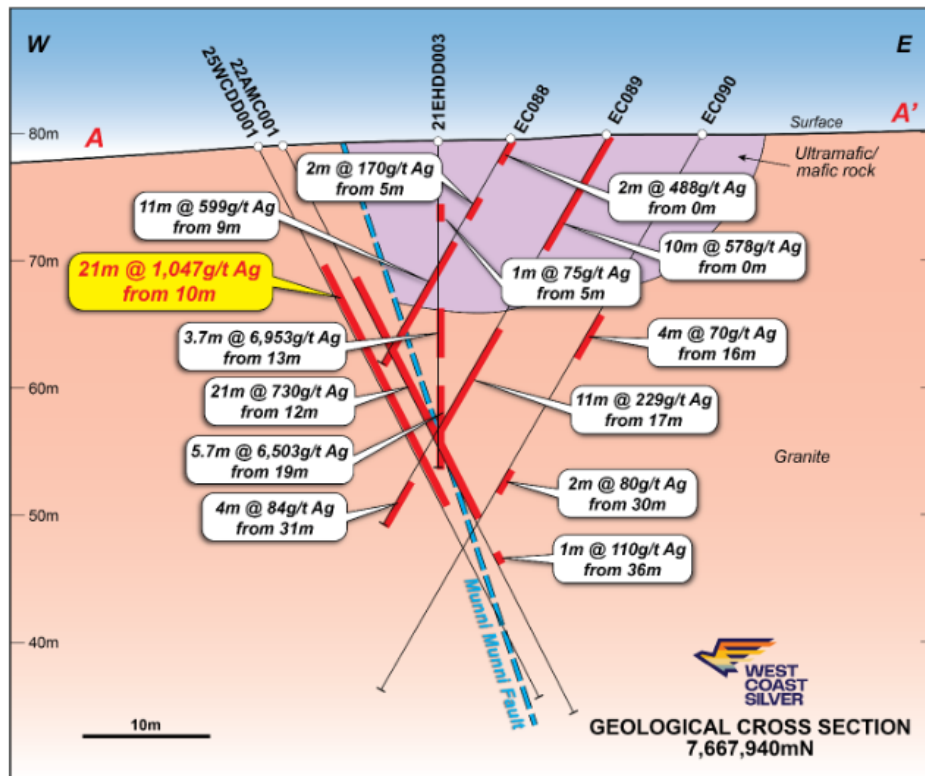 W
E
25WCDD001
22AMC001
21EHDD003
EC088
EC089
EC090
A
A'
80m
Surface
Ultramafic/
mafic rock
2m @ 170g/t Ag
from 5m
2m @ 488g/t Ag
from 0m
11m @ 599g/t Ag
from 9m
10m @ 578g/t Ag
from 0m
70m
21m @ 1,047g/t Ag
from 10m
1m @ 75g/t Ag
from 5m
3.7m @ 6,953g/t Ag
from 13m
4m @ 70g/t Ag
from 16m
60m
21m @ 730g/t Ag
from 12m
11m @ 229g/t Ag
from 17m
5.7m @ 6,503g/t Ag
from 19m
Granite
4m @ 84g/t Ag
from 31m
2m @ 80g/t Ag
from 30m
50m
1m @ 110g/t Ag
from 36m
Munni Munni Fault
40m
WEST
COAST
SILVER
10m
GEOLOGICAL CROSS SECTION
7,667,940mN